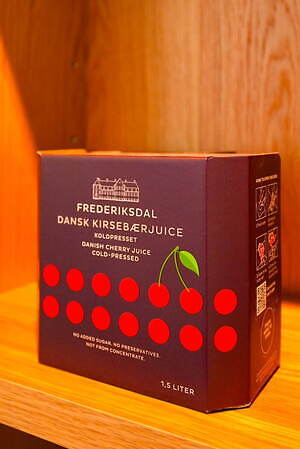 FREDERIKSDAL
DANSK KIRSEBÆRJUICE
KOLDPRESSET
DANISH CHERRY JUICE
COLD-PRESSED
NO ADDED SUGAR. NO PRESERVATIVES.
NOT FROM CONCENTRATE.
1,5 LITER